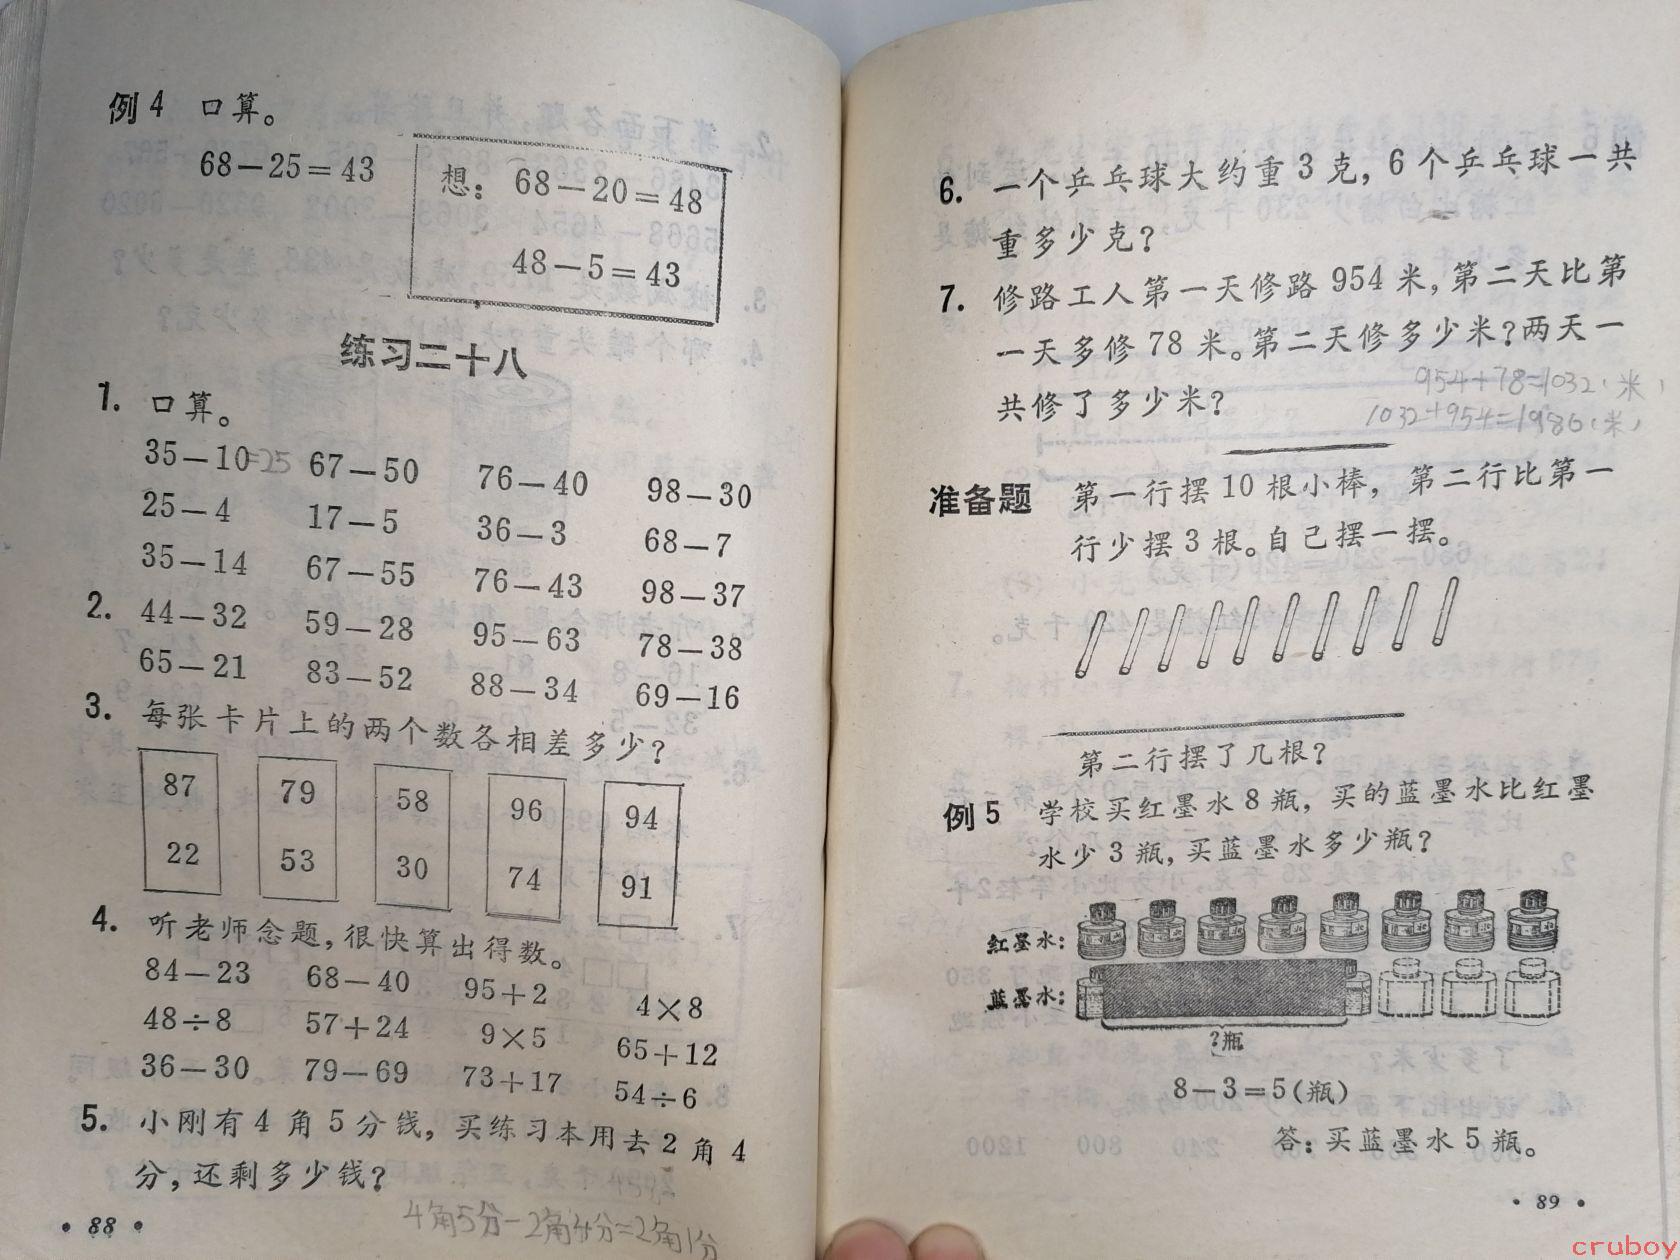 例4 口算。
68－25＝43
想：68－20＝48
48－5＝43
练习二十八
1. 口算。
35－10=25 67－50 76－40 98－30
25－4 17－5 36－3 68－7
35－14 67－55 76－43 98－37
2. 44－32 59－28 95－63 78－38
65－21 83－52 88－34 69－16
3. 每张卡片上的两个数各相差多少？
87 79 58 96 94
22 53 30 74 91
4. 听老师念题，很快算出得数。
84－23 68－40 95＋2 4×8
48÷8 57＋24 9×5 65＋12
36－30 79－69 73＋17 54÷6
5. 小刚有4角5分钱，买练习本用去2角4
分，还剩多少钱？
4角5分－2角4分=2角1分
• 88 •
6. 一个乒乓球大约重3克，6个乒乓球一共
重多少克？
7. 修路工人第一天修路954米，第二天比第
一天多修78米。第二天修多少米？两天一
共修了多少米？
954+78=1032(米)
1032+954=1986(米)
准备题 第一行摆10根小棒，第二行比第一
行少摆3根。自己摆一摆。
第二行摆了几根？
例5 学校买红墨水8瓶，买的蓝墨水比红墨
水少3瓶，买蓝墨水多少瓶？
红墨水：
蓝墨水：
？瓶
8－3＝5(瓶)
答：买蓝墨水5瓶。
• 89 •
cruboy